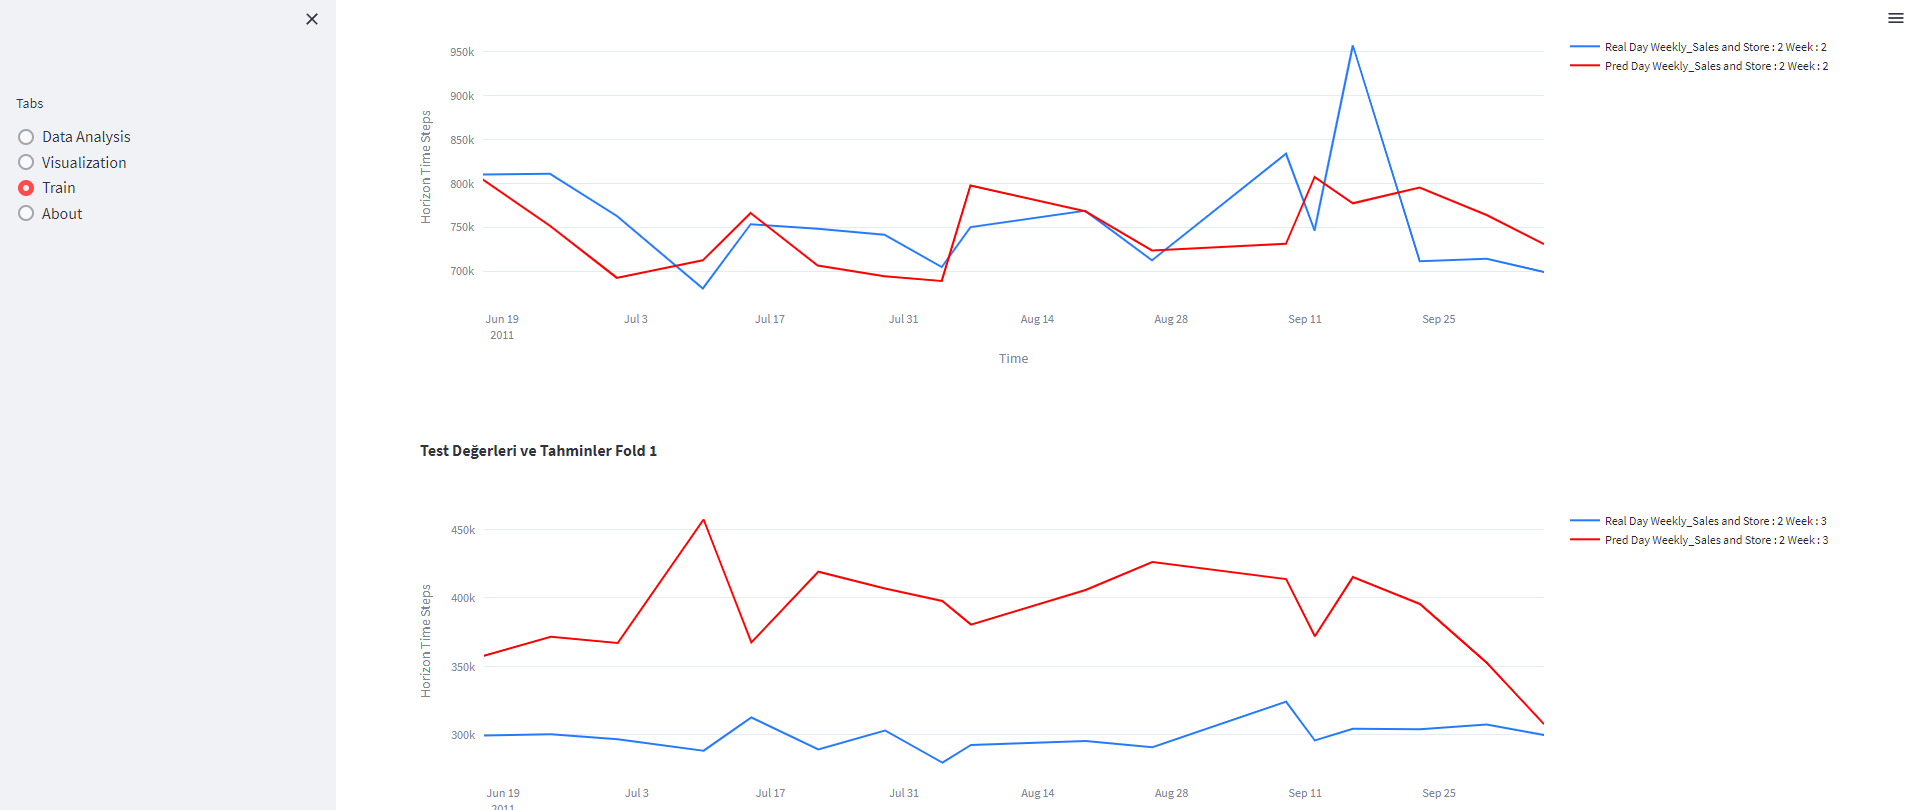 Tabs
Data Analysis
Visualization
Train
About
Real Day Weekly_Sales and Store : 2 Week : 2
Pred Day Weekly_Sales and Store : 2 Week : 2
950k
900k
850k
800k
750k
700k
Horizon Time Steps
Jun 19 Jul 3 Jul 17 Jul 31 Aug 14 Aug 28 Sep 11 Sep 25
2011
Time
Test Değerleri ve Tahminler Fold 1
Real Day Weekly_Sales and Store : 2 Week : 3
Pred Day Weekly_Sales and Store : 2 Week : 3
450k
400k
350k
300k
Horizon Time Steps
Jun 19 Jul 3 Jul 17 Jul 31 Aug 14 Aug 28 Sep 11 Sep 25
2011